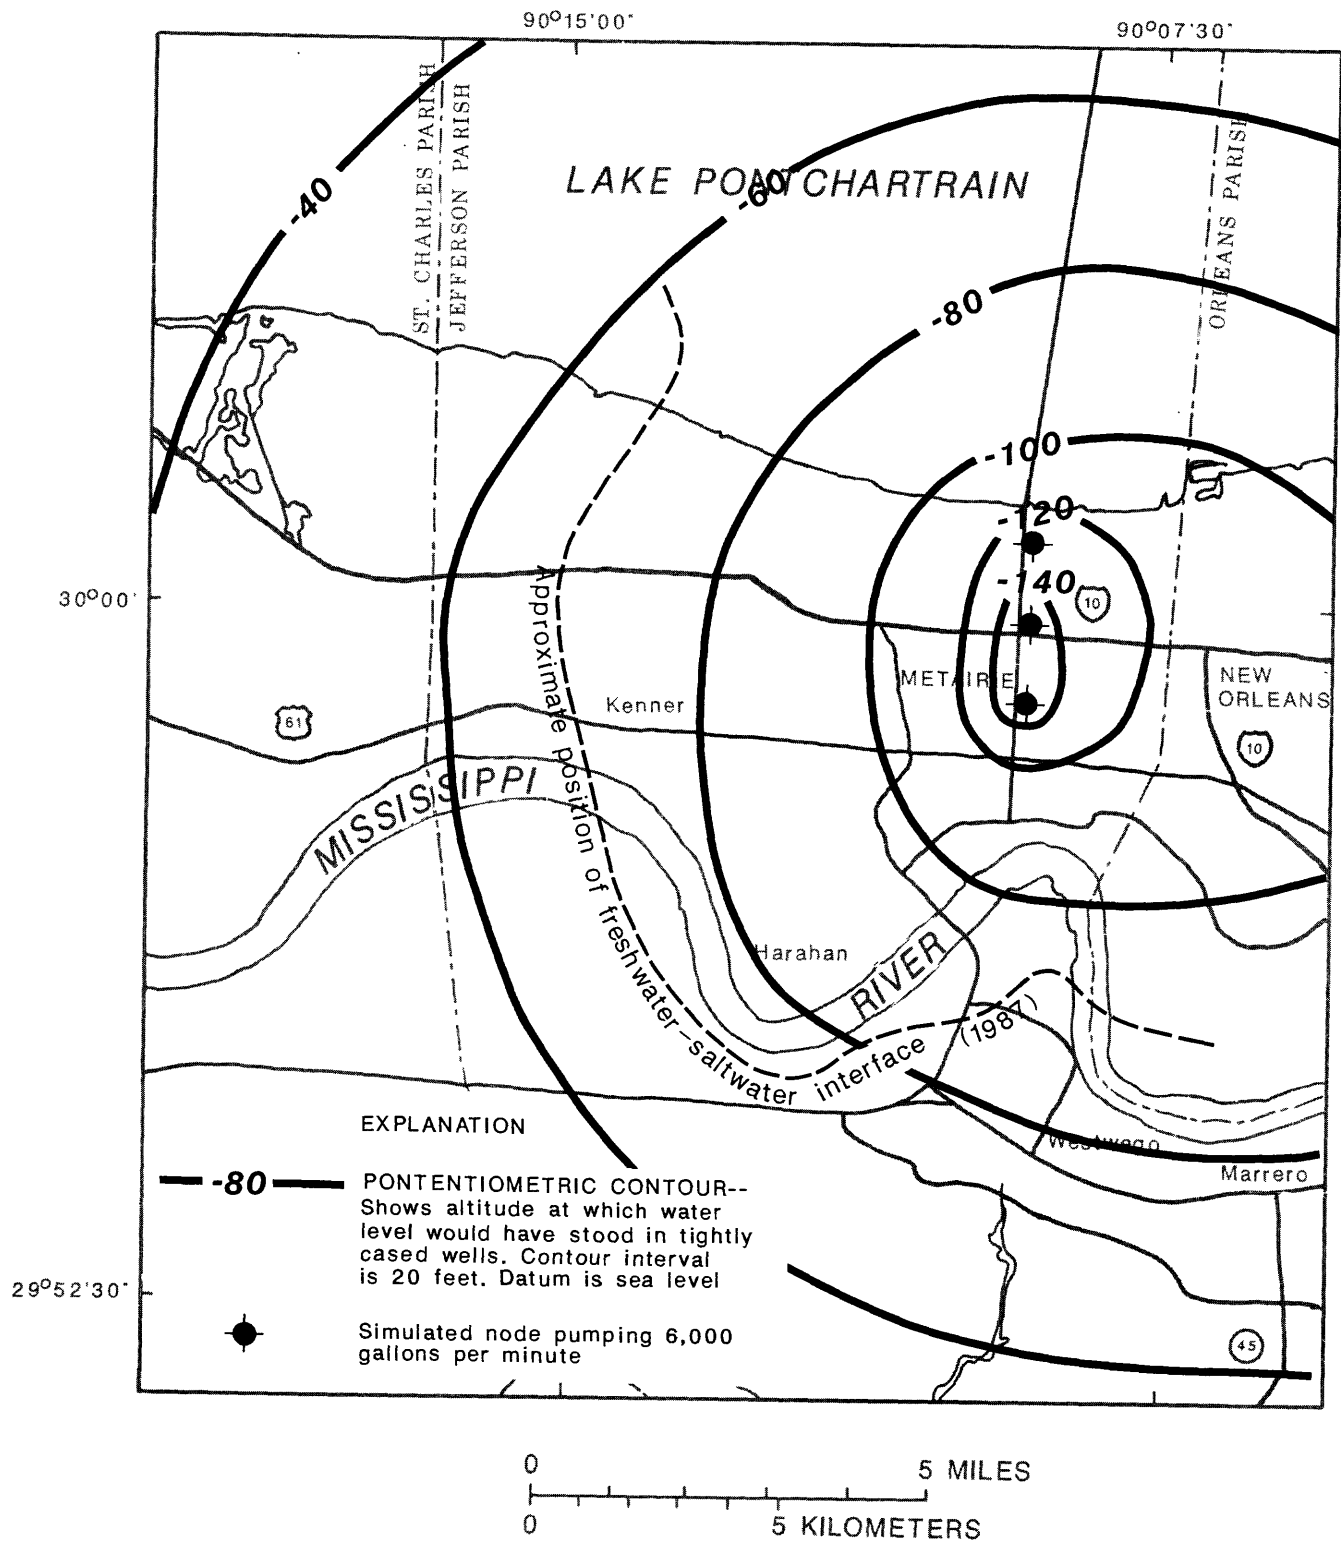 90°15'00"
90°07'30"
ST. CHARLES PARISH
JEFFERSON PARISH
ORLEANS PARISH
LAKE PONTCHARTRAIN
-40
-60
-80
-100
-120
-140
10
30°00'
METAIRIE
NEW
ORLEANS
Kenner
61
10
MISSISSIPPI
RIVER
Approximate position of freshwater-saltwater interface (1987)
Harahan
Westwego
Marrero
EXPLANATION
-80
PONTENTIOMETRIC CONTOUR--
Shows altitude at which water
level would have stood in tightly
cased wells. Contour interval
is 20 feet. Datum is sea level
29°52'30"
Simulated node pumping 6,000
gallons per minute
45
0 5 MILES
0 5 KILOMETERS